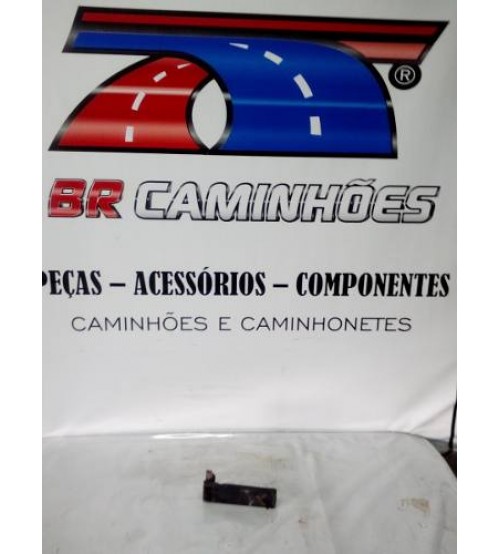 ®
BR CAMINHÕES
PEÇAS – ACESSÓRIOS – COMPONENTES
CAMINHÕES E CAMINHONETES